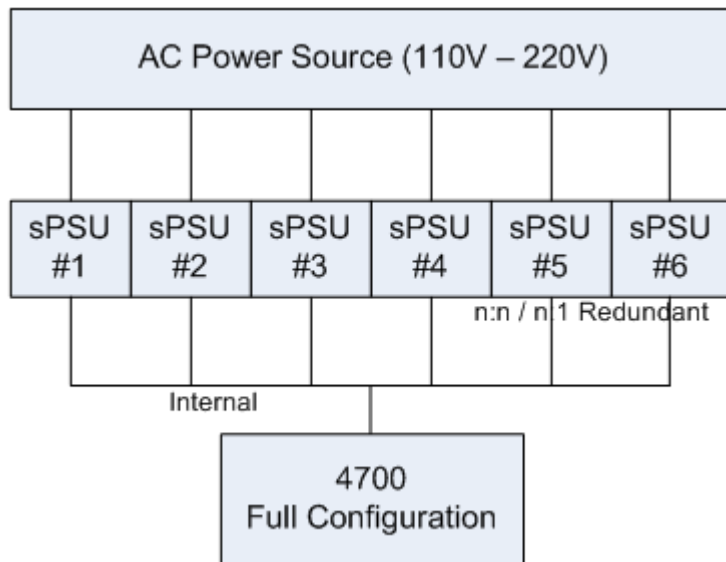 AC Power Source (110V – 220V)
sPSU #1
sPSU #2
sPSU #3
sPSU #4
sPSU #5
sPSU #6
n:n / n:1 Redundant
Internal
4700
Full Configuration